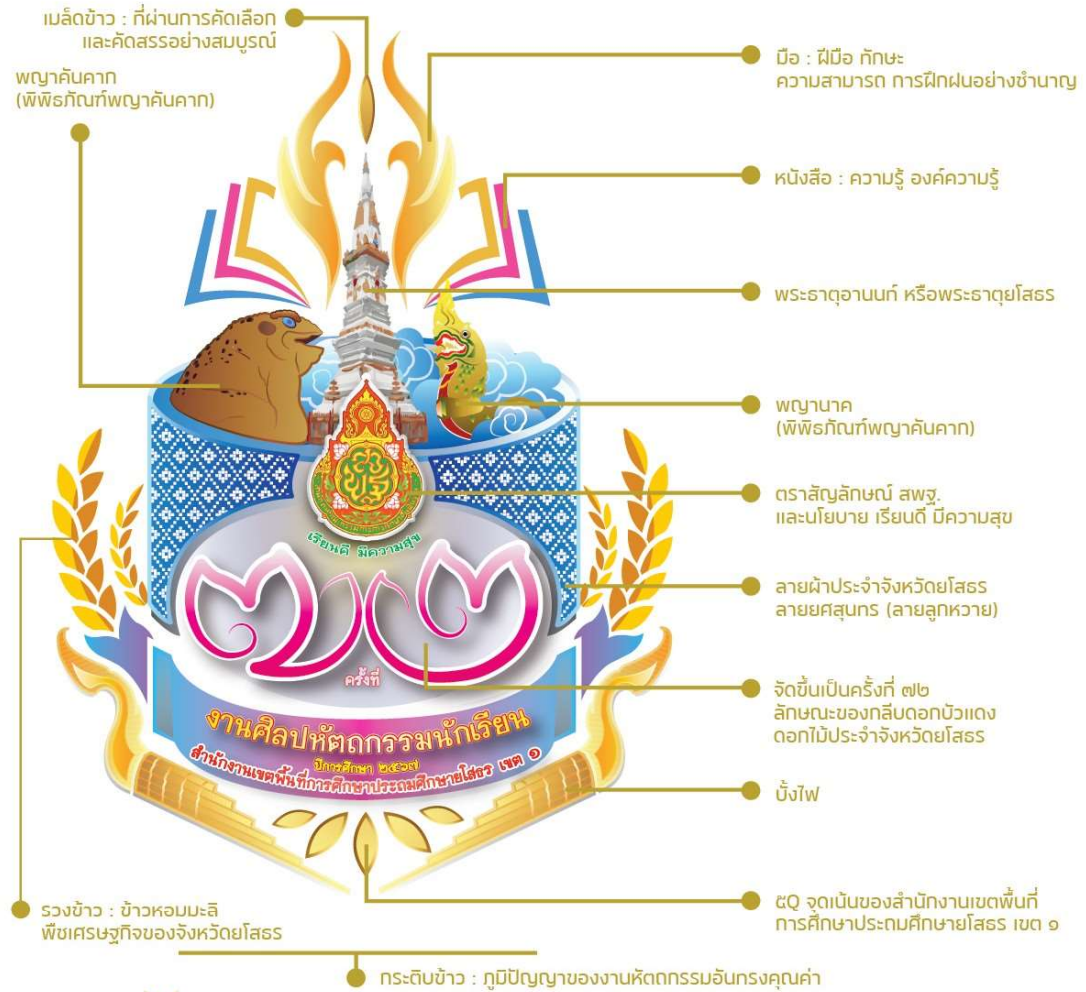 เมล็ดข้าว : ที่ผ่านการคัดเลือก
และคัดสรรอย่างสมบูรณ์
พญาคันคาก
(พิพิธภัณฑ์พญาคันคาก)
มือ : ฝีมือ ทักษะ
ความสามารถ การฝึกฝนอย่างชำนาญ
หนังสือ : ความรู้ องค์ความรู้
พระธาตุอานนท์ หรือพระธาตุยโสธร
พญานาค
(พิพิธภัณฑ์พญาคันคาก)
ตราสัญลักษณ์ สพฐ.
และนโยบาย เรียนดี มีความสุข
เรียนดี มีความสุข
ลายผ้าประจำจังหวัดยโสธร
ลายยศสุนทร (ลายลูกหวาย)
๗๒
ครั้งที่
จัดขึ้นเป็นครั้งที่ ๗๒
ลักษณะของกลีบดอกบัวแดง
ดอกไม้ประจำจังหวัดยโสธร
งานศิลปหัตถกรรมนักเรียน
ปีการศึกษา ๒๕๖๗
สำนักงานเขตพื้นที่การศึกษาประถมศึกษายโสธร เขต ๑
บั้งไฟ
รวงข้าว : ข้าวหอมมะลิ
พืชเศรษฐกิจของจังหวัดยโสธร
๕Q จุดเน้นของสำนักงานเขตพื้นที่
การศึกษาประถมศึกษายโสธร เขต ๑
กระติบข้าว : ภูมิปัญญาของงานหัตถกรรมอันทรงคุณค่า